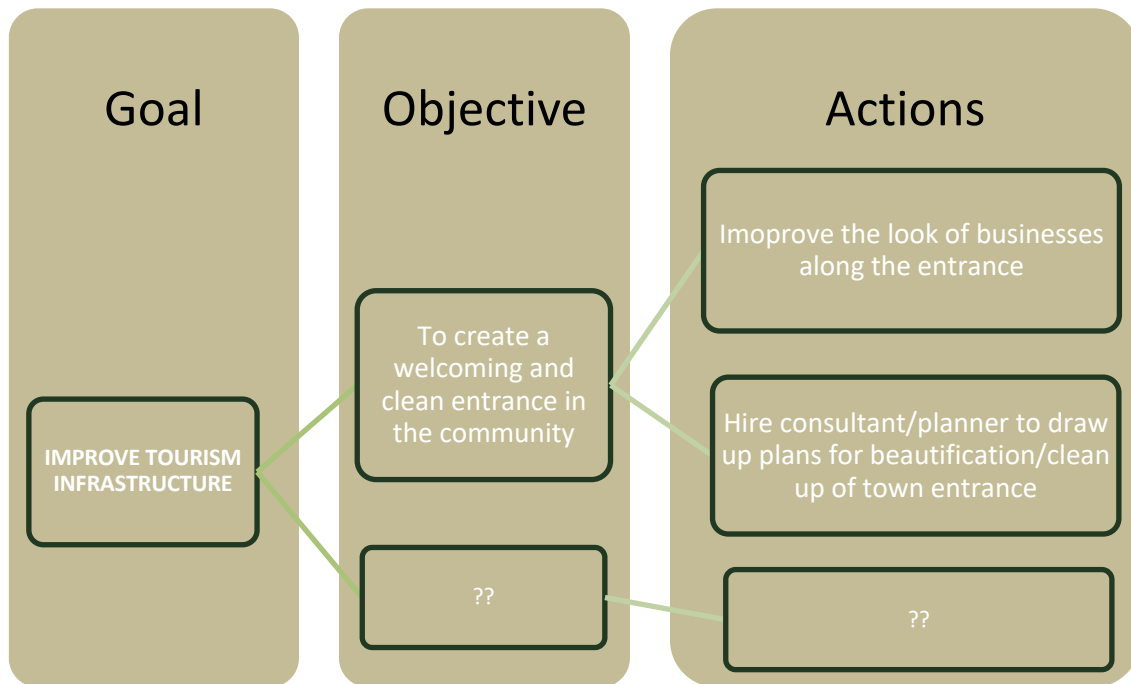 Goal
Objective
Actions
IMPROVE TOURISM
INFRASTRUCTURE
To create a
welcoming and
clean entrance in
the community
??
Imoprove the look of businesses
along the entrance
Hire consultant/planner to draw
up plans for beautification/clean
up of town entrance
??